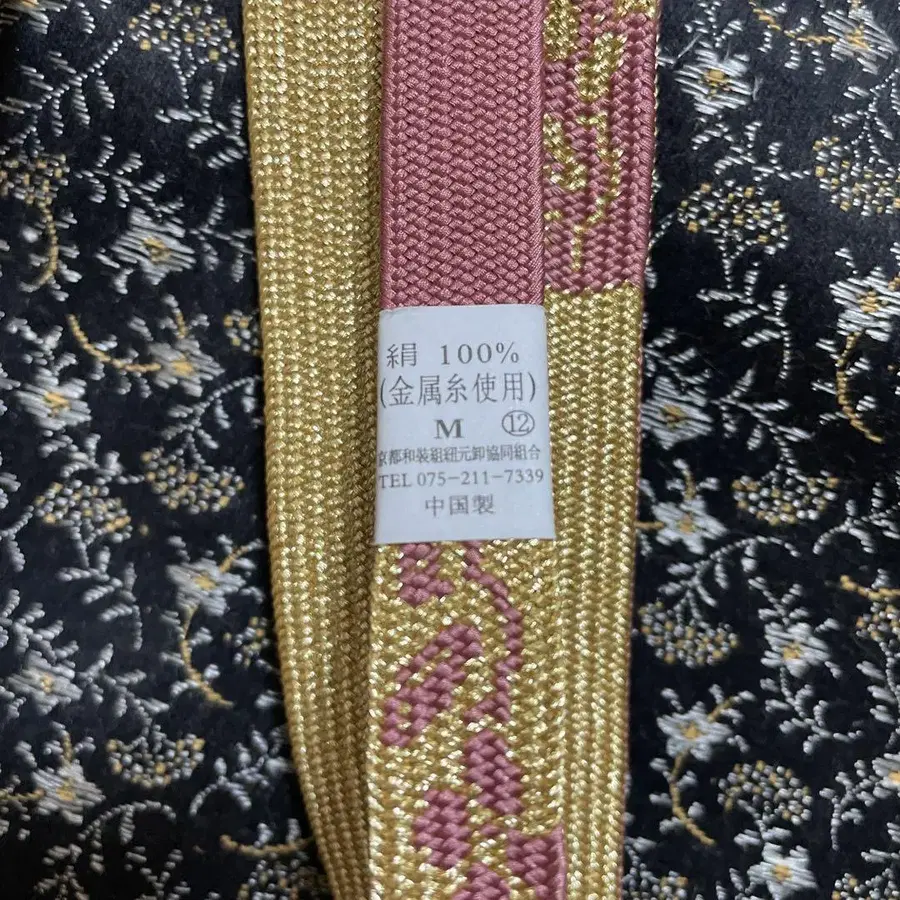 絹 100%
(金属糸使用)
M ⑫
京都和装組紐元卸協同組合
TEL 075-211-7339
中国製